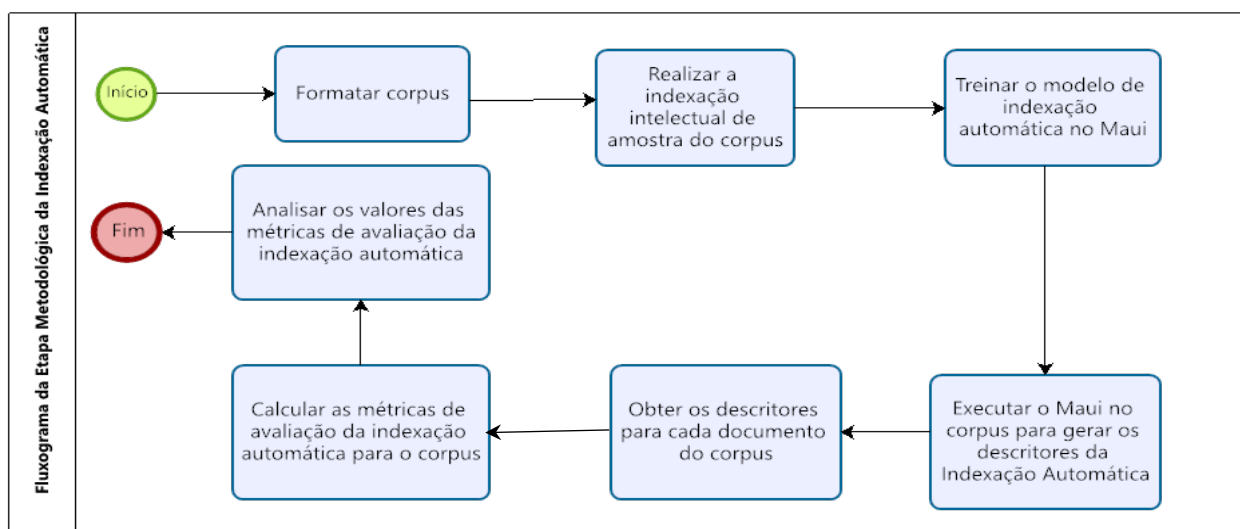 Fluxograma da Etapa Metodológica da Indexação Automática
Início
Formatar corpus
Realizar a
indexação
intelectual de
amostra do corpus
Treinar o modelo de
indexação
automática no Maui
Executar o Maui no
corpus para gerar os
descritores da
Indexação Automática
Obter os descritores
para cada documento
do corpus
Calcular as métricas de
avaliação da indexação
automática para o corpus
Analisar os valores das
métricas de avaliação da
indexação automática
Fim